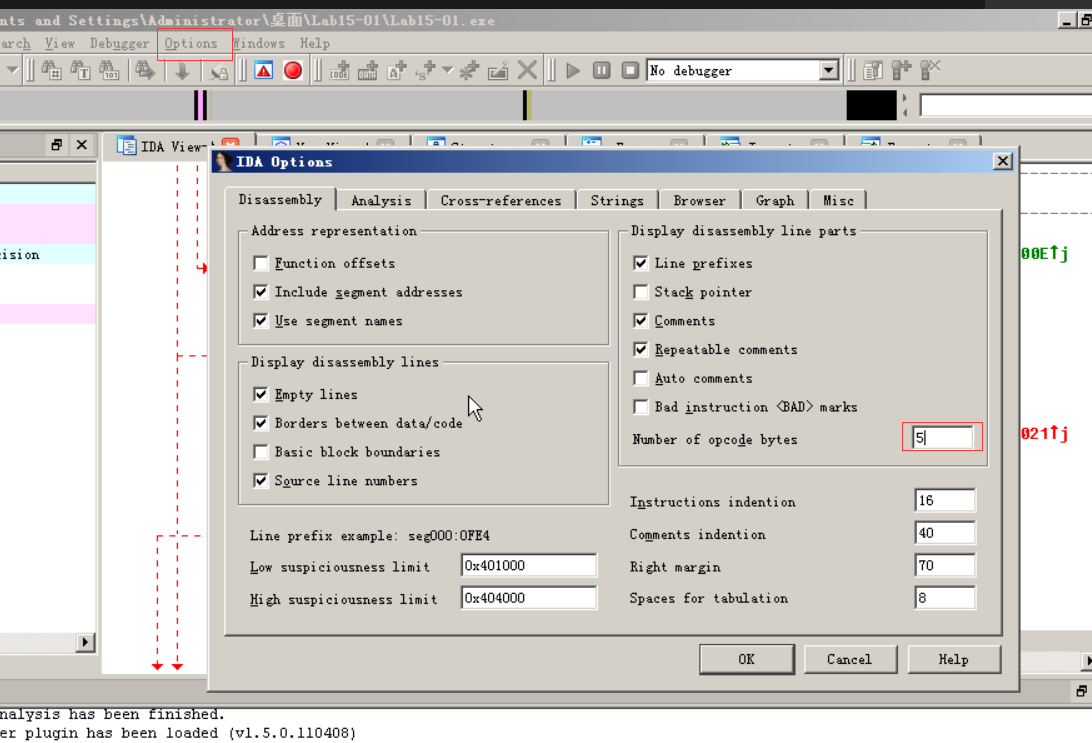 nts and Settings\Administrator\桌面\Lab15-01\Lab15-01.exe
arch View Debugger Options Windows Help
No debugger
IDA View-
IDA Options
Disassembly Analysis Cross-references Strings Browser Graph Misc
Address representation
Function offsets
Include segment addresses
Use segment names
Display disassembly lines
Empty lines
Borders between data/code
Basic block boundaries
Source line numbers
Line prefix example: seg000:0FE4
Low suspiciousness limit 0x401000
High suspiciousness limit 0x404000
Display disassembly line parts
Line prefixes
Stack pointer
Comments
Repeatable comments
Auto comments
Bad instruction <BAD> marks
Number of opcode bytes 5
Instructions indention 16
Comments indention 40
Right margin 70
Spaces for tabulation 8
OK Cancel Help
cision
00E↑j
021↑j
nalysis has been finished.
er plugin has been loaded (v1.5.0.110408)